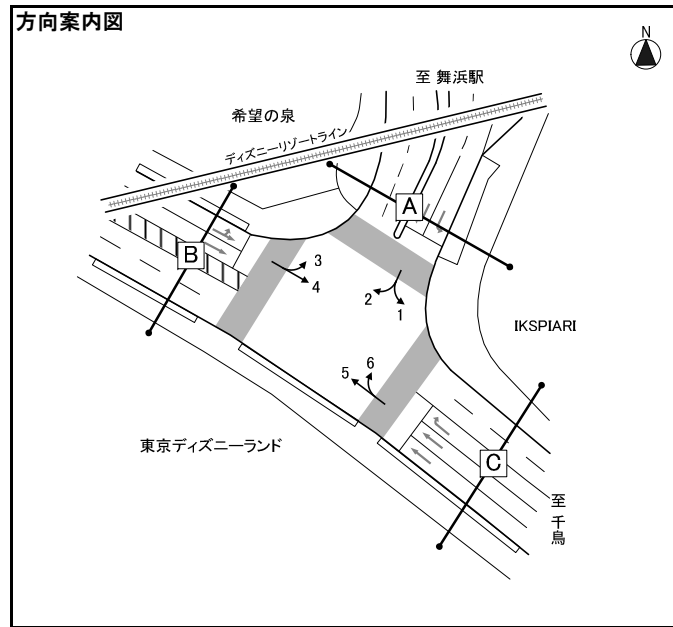 方向案内図
N
至 舞浜駅
希望の泉
ディズニーリゾートライン
A
B
3
4
2
1
IKSPIARI
5
6
東京ディズニーランド
C
至千鳥